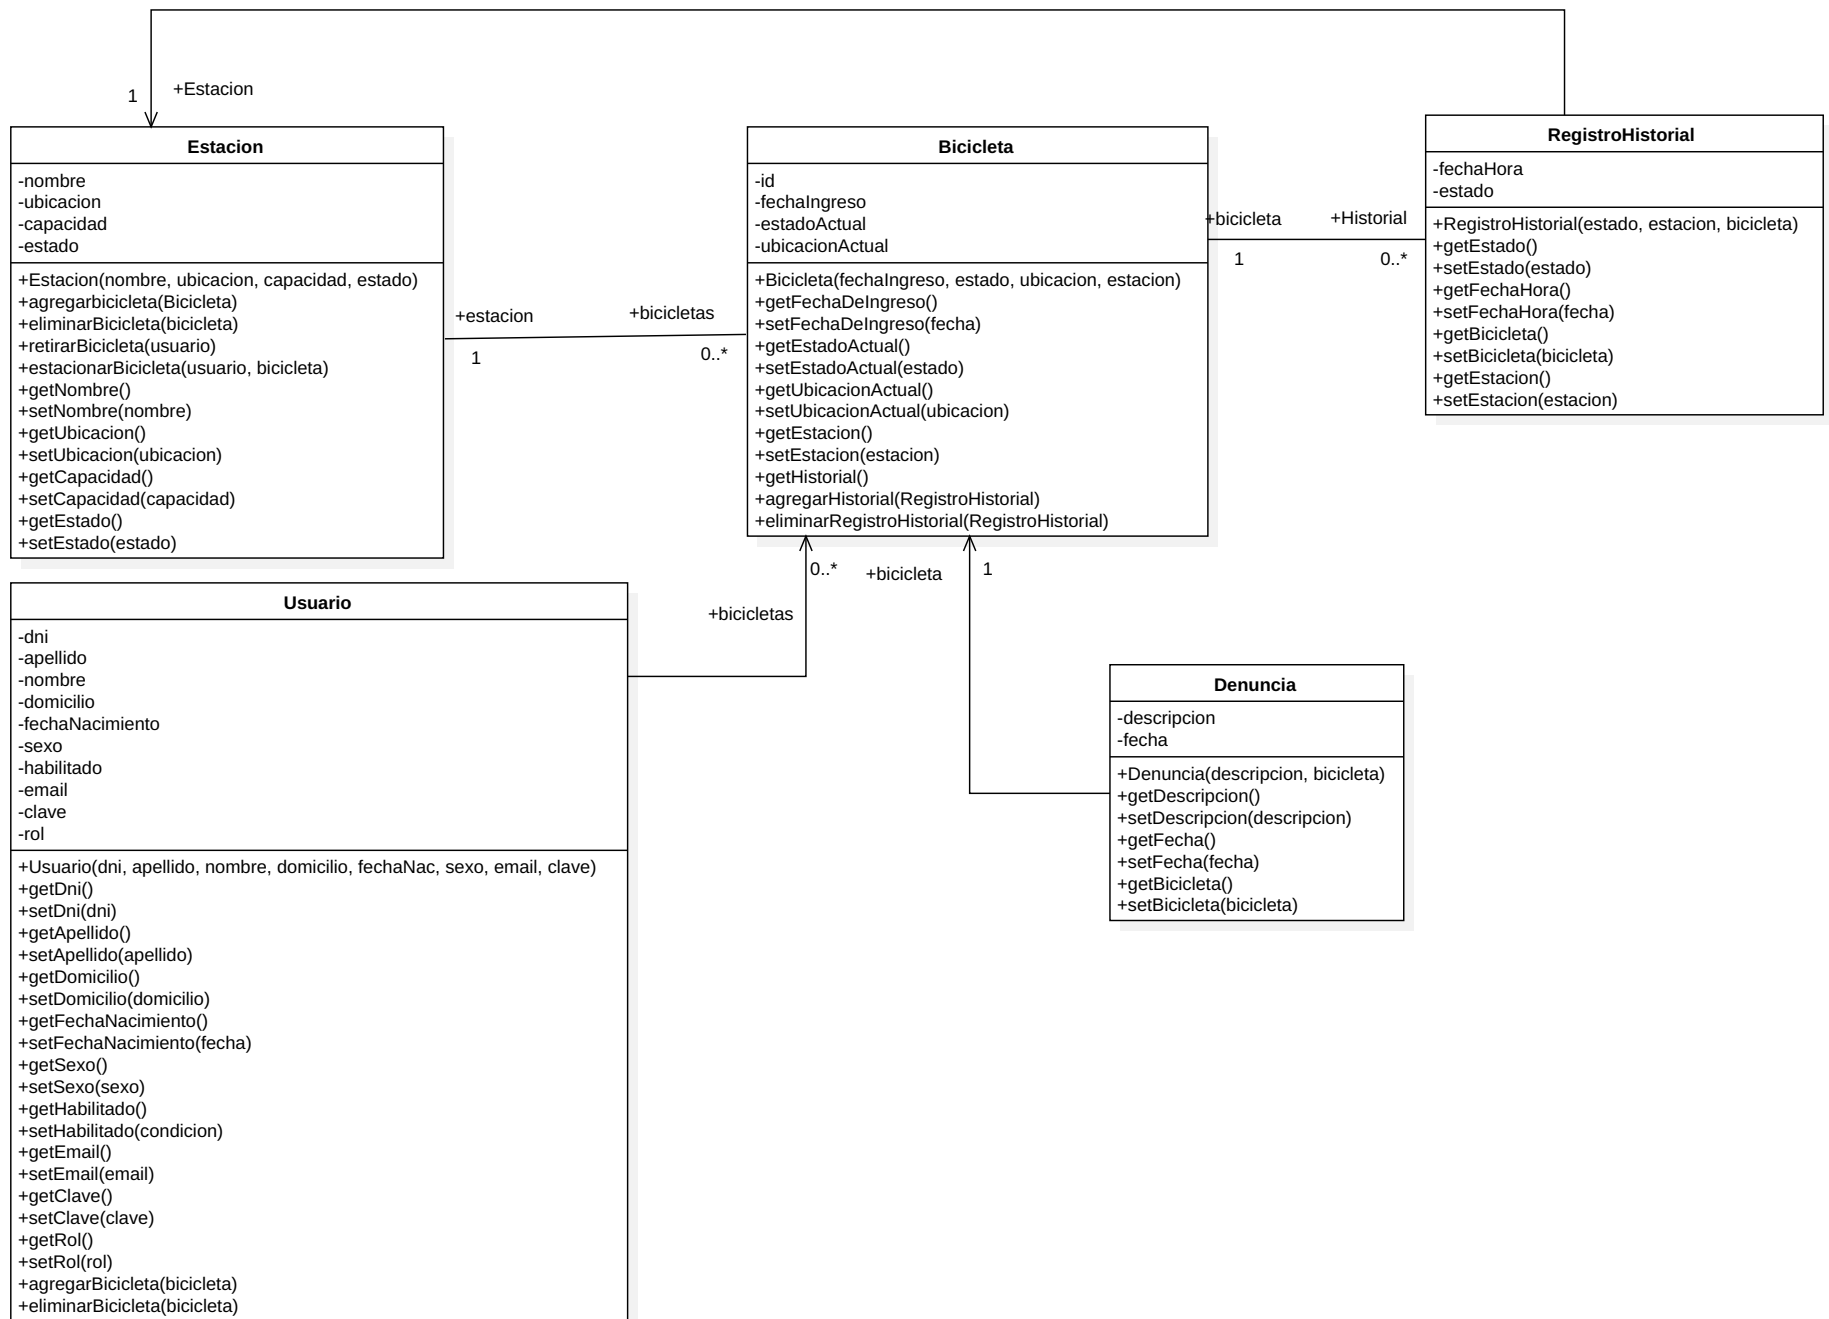 1
+Estacion
Estacion
-nombre
-ubicacion
-capacidad
-estado
+Estacion(nombre, ubicacion, capacidad, estado)
+agregarbicicleta(Bicicleta)
+eliminarBicicleta(bicicleta)
+retirarBicicleta(usuario)
+estacionarBicicleta(usuario, bicicleta)
+getNombre()
+setNombre(nombre)
+getUbicacion()
+setUbicacion(ubicacion)
+getCapacidad()
+setCapacidad(capacidad)
+getEstado()
+setEstado(estado)
+estacion
1
+bicicletas
0..*
Bicicleta
-id
-fechaIngreso
-estadoActual
-ubicacionActual
+Bicicleta(fechaIngreso, estado, ubicacion, estacion)
+getFechaDeIngreso()
+setFechaDeIngreso(fecha)
+getEstadoActual()
+setEstadoActual(estado)
+getUbicacionActual()
+setUbicacionActual(ubicacion)
+getEstacion()
+setEstacion(estacion)
+getHistorial()
+agregarHistorial(RegistroHistorial)
+eliminarRegistroHistorial(RegistroHistorial)
+bicicleta
1
+Historial
0..*
RegistroHistorial
-fechaHora
-estado
+RegistroHistorial(estado, estacion, bicicleta)
+getEstado()
+setEstado(estado)
+getFechaHora()
+setFechaHora(fecha)
+getBicicleta()
+setBicicleta(bicicleta)
+getEstacion()
+setEstacion(estacion)
Usuario
-dni
-apellido
-nombre
-domicilio
-fechaNacimiento
-sexo
-habilitado
-email
-clave
-rol
+Usuario(dni, apellido, nombre, domicilio, fechaNac, sexo, email, clave)
+getDni()
+setDni(dni)
+getApellido()
+setApellido(apellido)
+getDomicilio()
+setDomicilio(domicilio)
+getFechaNacimiento()
+setFechaNacimiento(fecha)
+getSexo()
+setSexo(sexo)
+getHabilitado()
+setHabilitado(condicion)
+getEmail()
+setEmail(email)
+getClave()
+setClave(clave)
+getRol()
+setRol(rol)
+agregarBicicleta(bicicleta)
+eliminarBicicleta(bicicleta)
0..*
+bicicletas
+bicicleta
1
Denuncia
-descripcion
-fecha
+Denuncia(descripcion, bicicleta)
+getDescripcion()
+setDescripcion(descripcion)
+getFecha()
+setFecha(fecha)
+getBicicleta()
+setBicicleta(bicicleta)